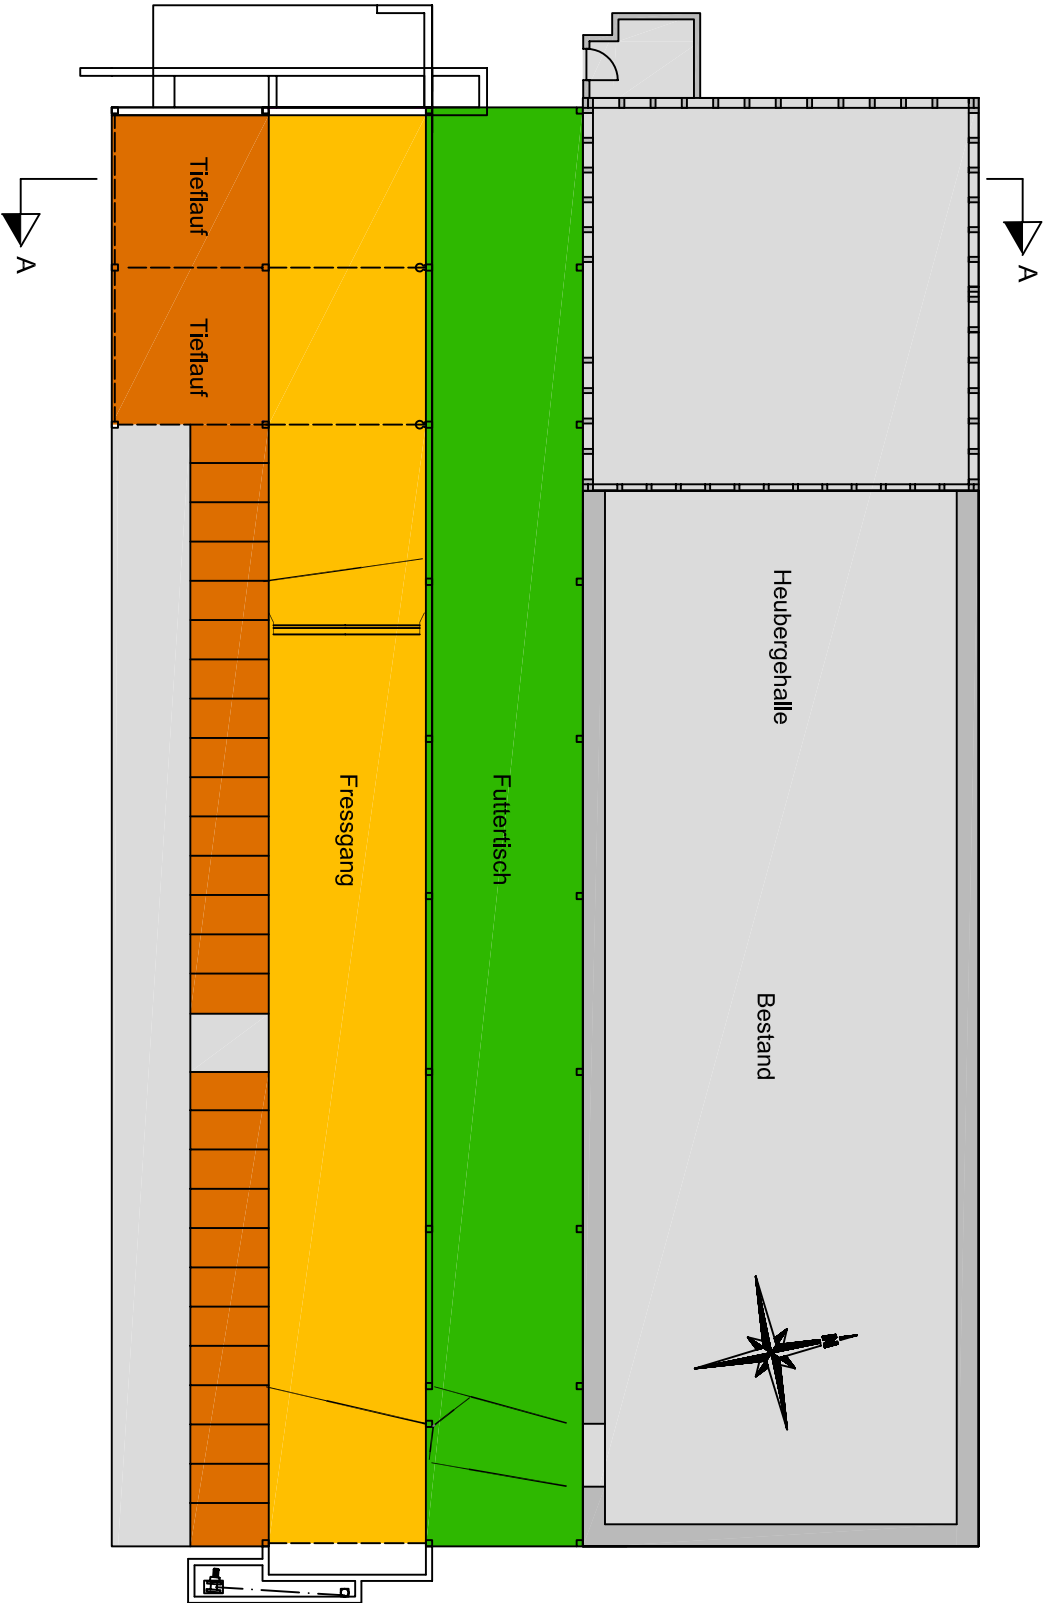 A
A
Tieflauf
Tieflauf
Heubergehalle
Fressgang
Futtertisch
Bestand
N